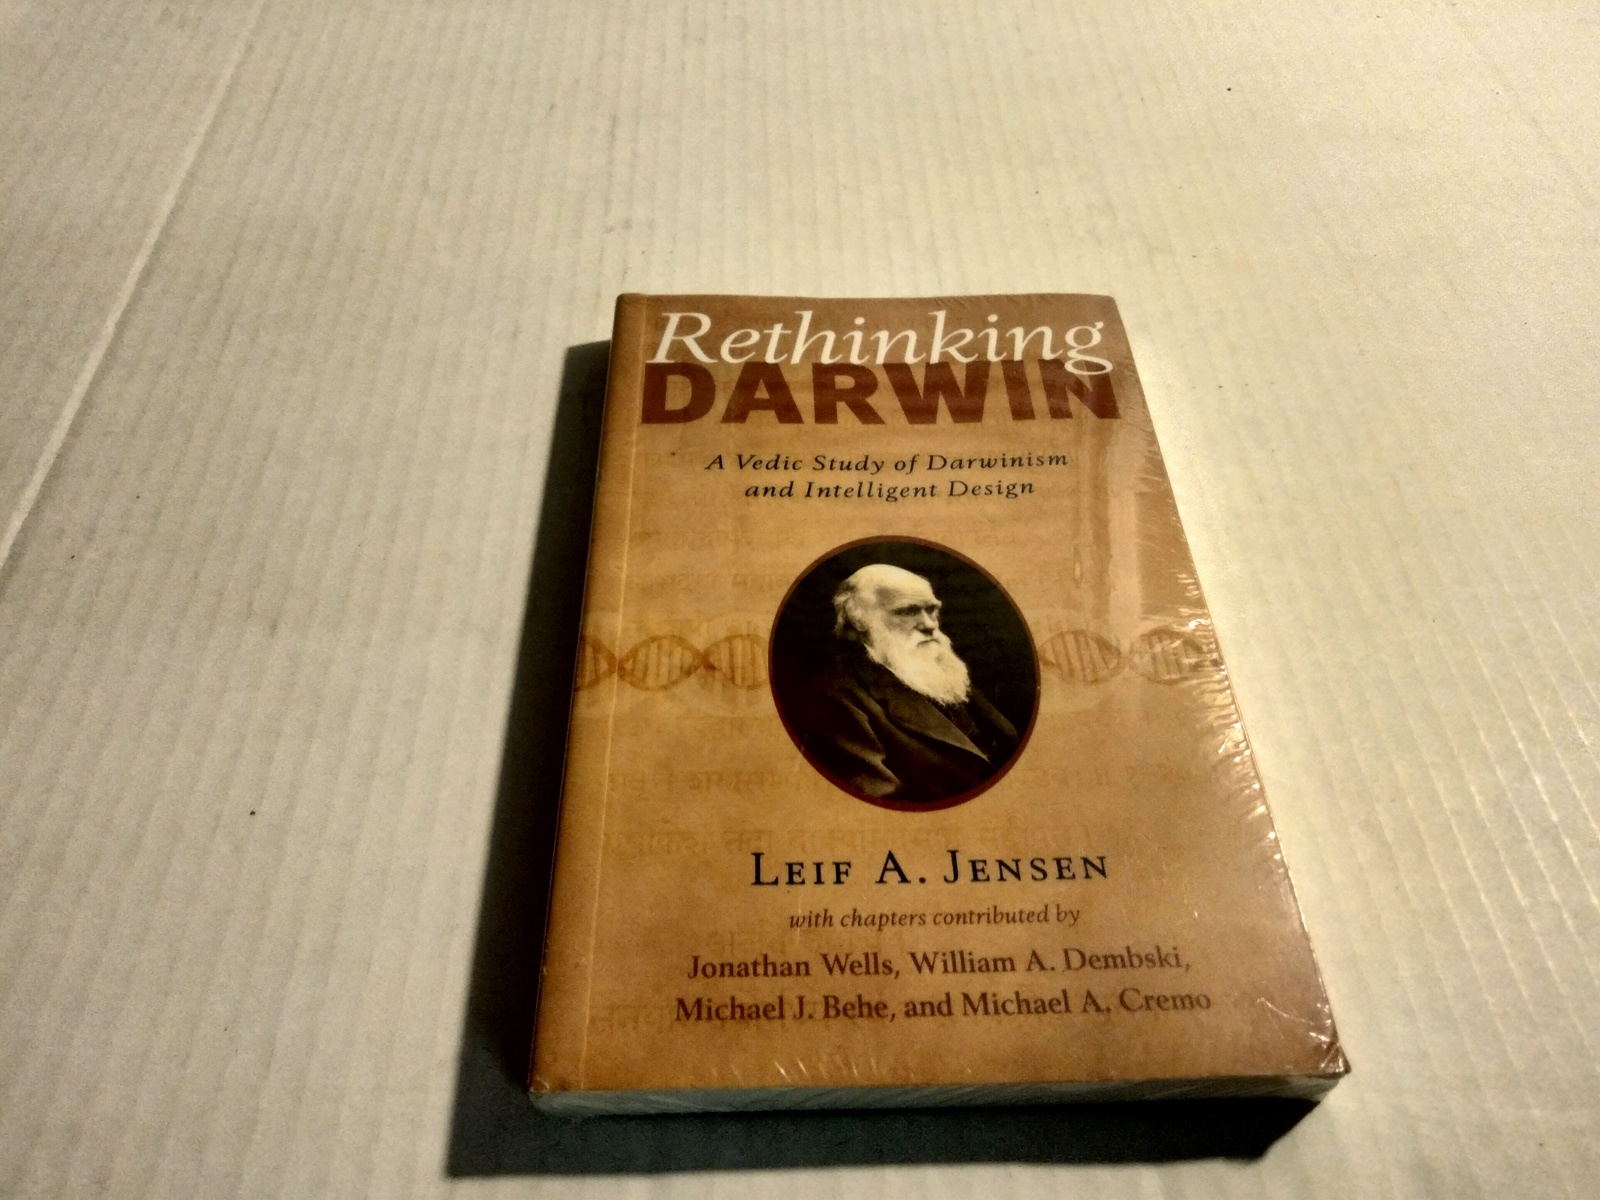 Rethinking
DARWIN
A Vedic Study of Darwinism
and Intelligent Design
LEIF A. JENSEN
with chapters contributed by
Jonathan Wells, William A. Dembski,
Michael J. Behe, and Michael A. Cremo